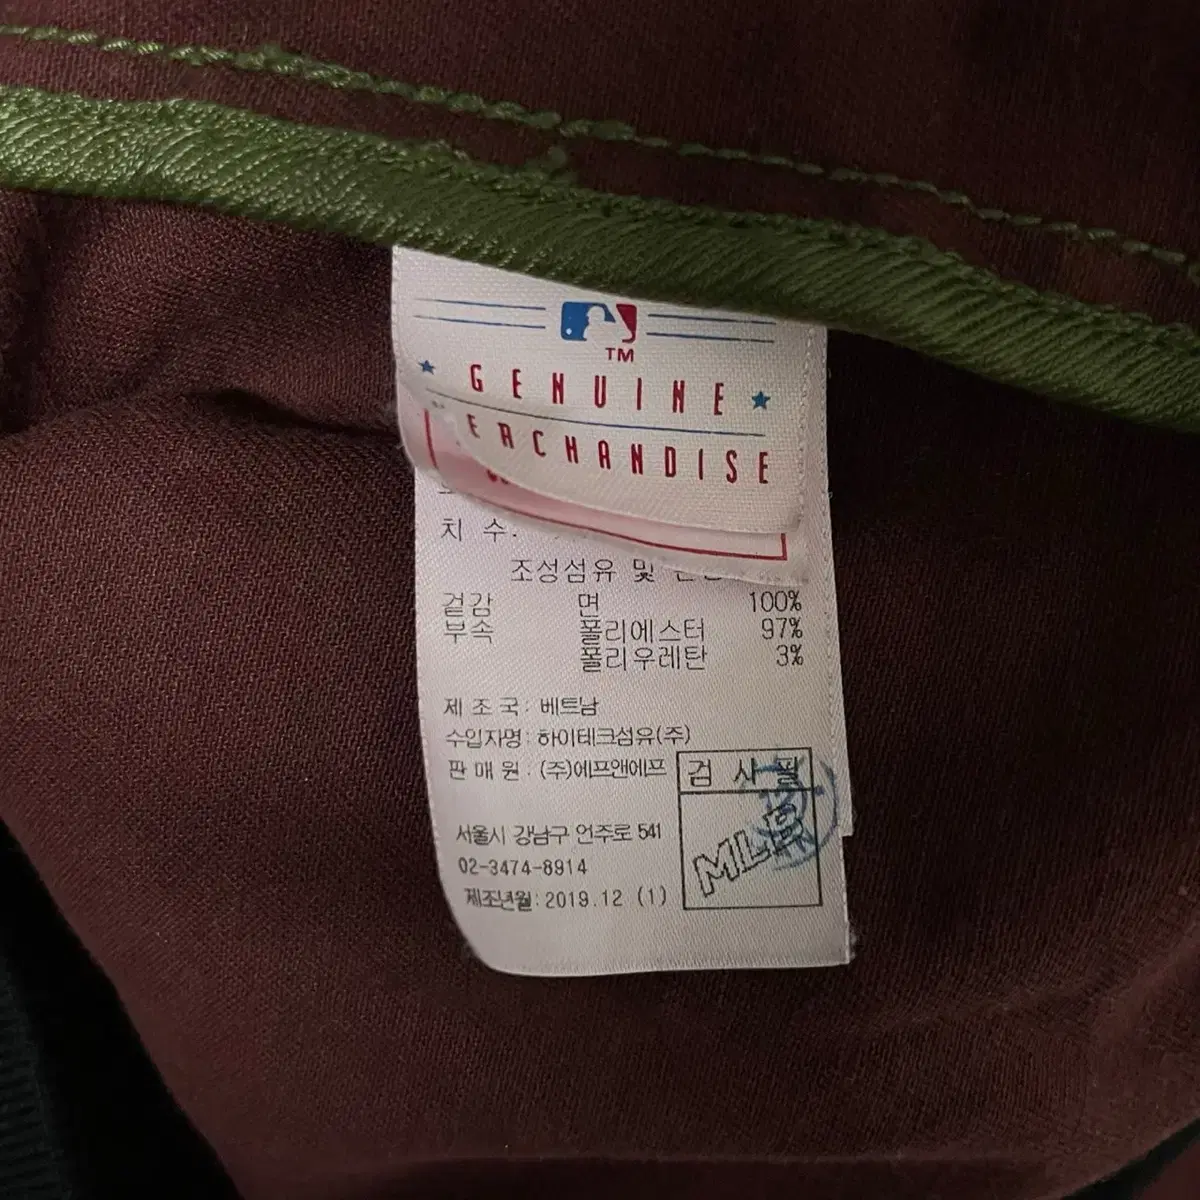 TM
GENUINE
ERCHANDISE
치 수:
조성섬유 및
겉감 면 100%
부속 폴리에스터 97%
폴리우레탄 3%
제 조 국 : 베트남
수입자명 : 하이테크섬유(주)
판 매 원 : (주)에프앤에프
검 사 필
MLB
서울시 강남구 언주로 541
02-3474-8914
제조년월: 2019.12 (1)